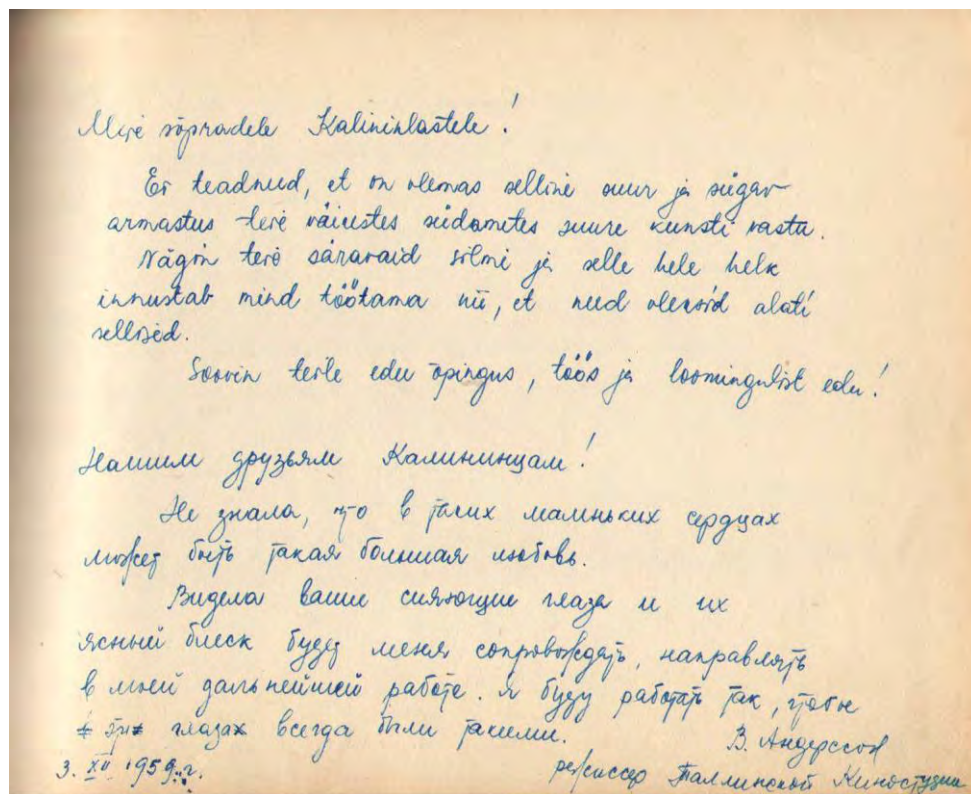 Meie sõpradele Kalininlastele!
Ei teadnud, et on olemas selline suur ja sügav
armastus teie väikestes südametes suure kunsti vastu.
Nägin teie säravaid silmi ja selle hele helk
innustab mind töötama nii, et need oleksid alati
sellised.
Soovin teile edu õpingus, töös ja loomingulist edu!
Нашим друзьям Калининцам!
Не знала, что в таких маленьких сердцах
может быть такая большая любовь.
Видела ваши сияющие глаза и их
ясный блеск будет меня сопровождать, направлять
в моей дальнейшей работе. Я буду работать так, чтобы
глазах всегда были такими.
В. Андерссон
3. XII 1959 г.
режиссер Таллинской Киностудии